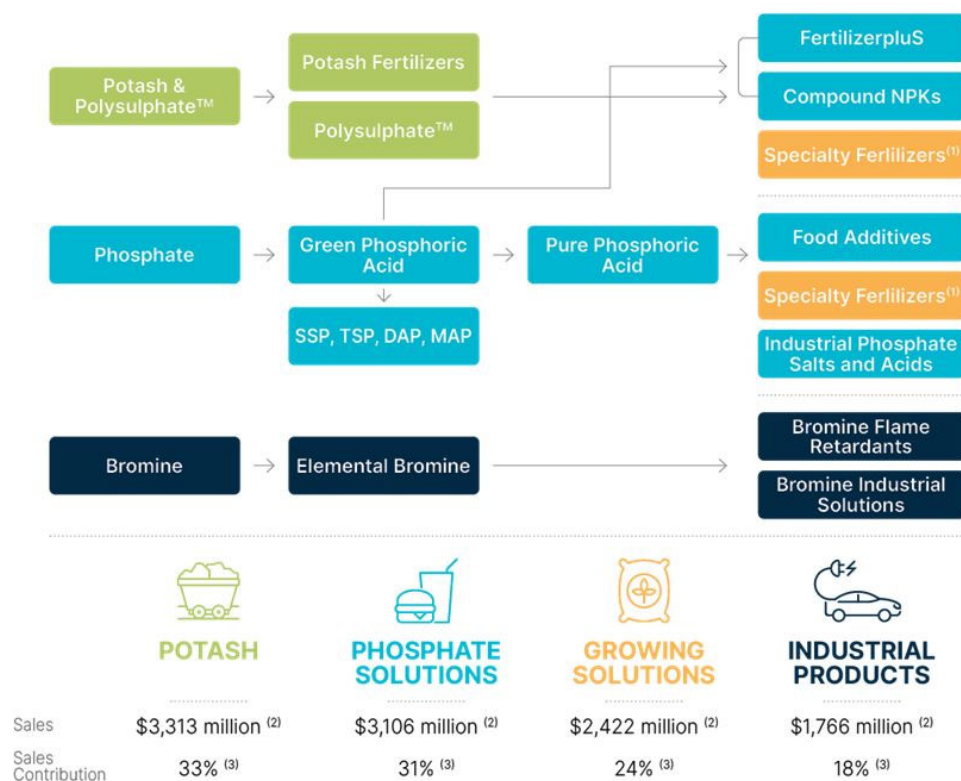 Potash &
Polysulphate™
Potash Fertilizers
Polysulphate™
FertilizerpluS
Compound NPKs
Specialty Ferlilizers(1)
Phosphate
Green Phosphoric
Acid
Pure Phosphoric
Acid
SSP, TSP, DAP, MAP
Food Additives
Specialty Ferlilizers(1)
Industrial Phosphate
Salts and Acids
Bromine
Elemental Bromine
Bromine Flame
Retardants
Bromine Industrial
Solutions
POTASH
PHOSPHATE
SOLUTIONS
GROWING
SOLUTIONS
INDUSTRIAL
PRODUCTS
Sales
$3,313 million (2)
$3,106 million (2)
$2,422 million (2)
$1,766 million (2)
Sales
Contribution
33% (3)
31% (3)
24% (3)
18% (3)